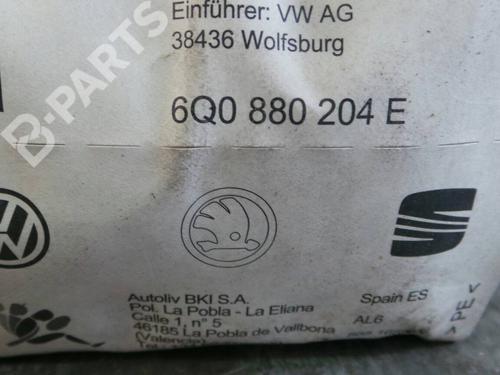 B PARTS
Einführer: VW AG
38436 Wolfsburg
6Q0 880 204 E
Autoliv BKI S.A.
Pol. La Pobla - La Eliana
Calle 1, n° 5
46185 La Pobla de Vallbona
(Valencia)
Spain ES
AL6
> PE <